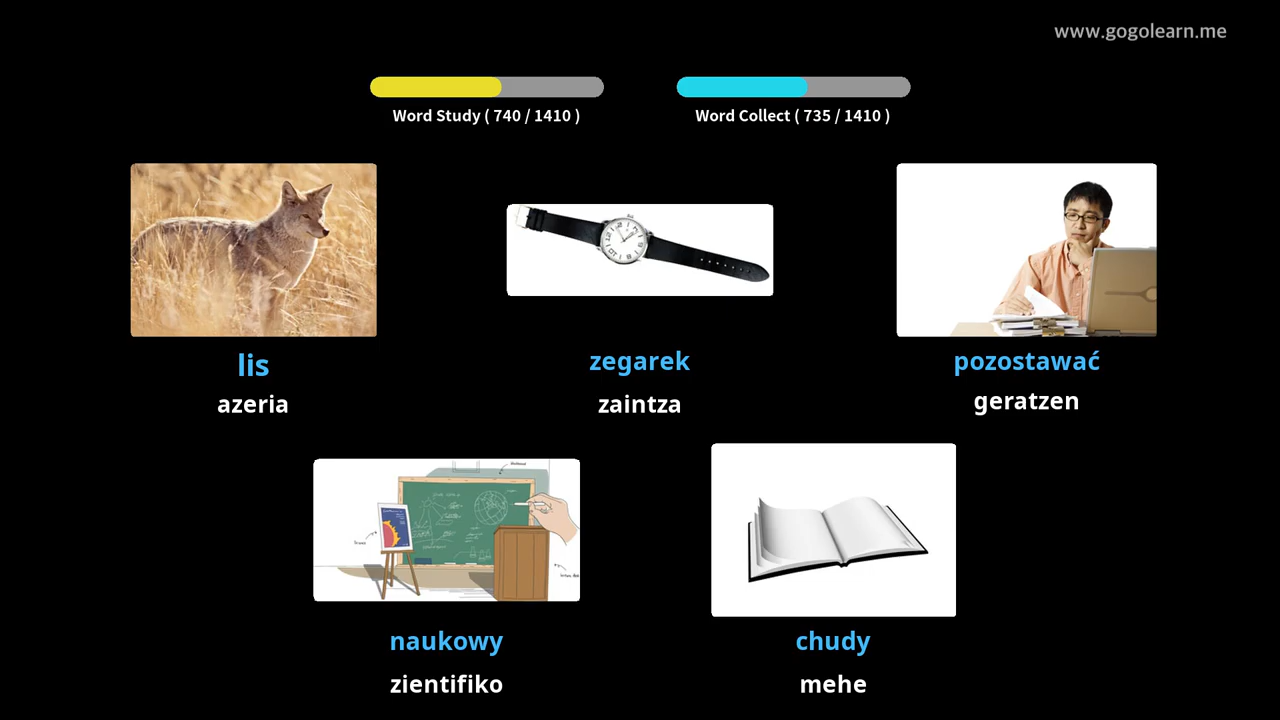 www.gogolearn.me
Word Study ( 740 / 1410 )
Word Collect ( 735 / 1410 )
lis
azeria
zegarek
zaintza
pozostawać
geratzen
naukowy
zientifiko
chudy
mehe